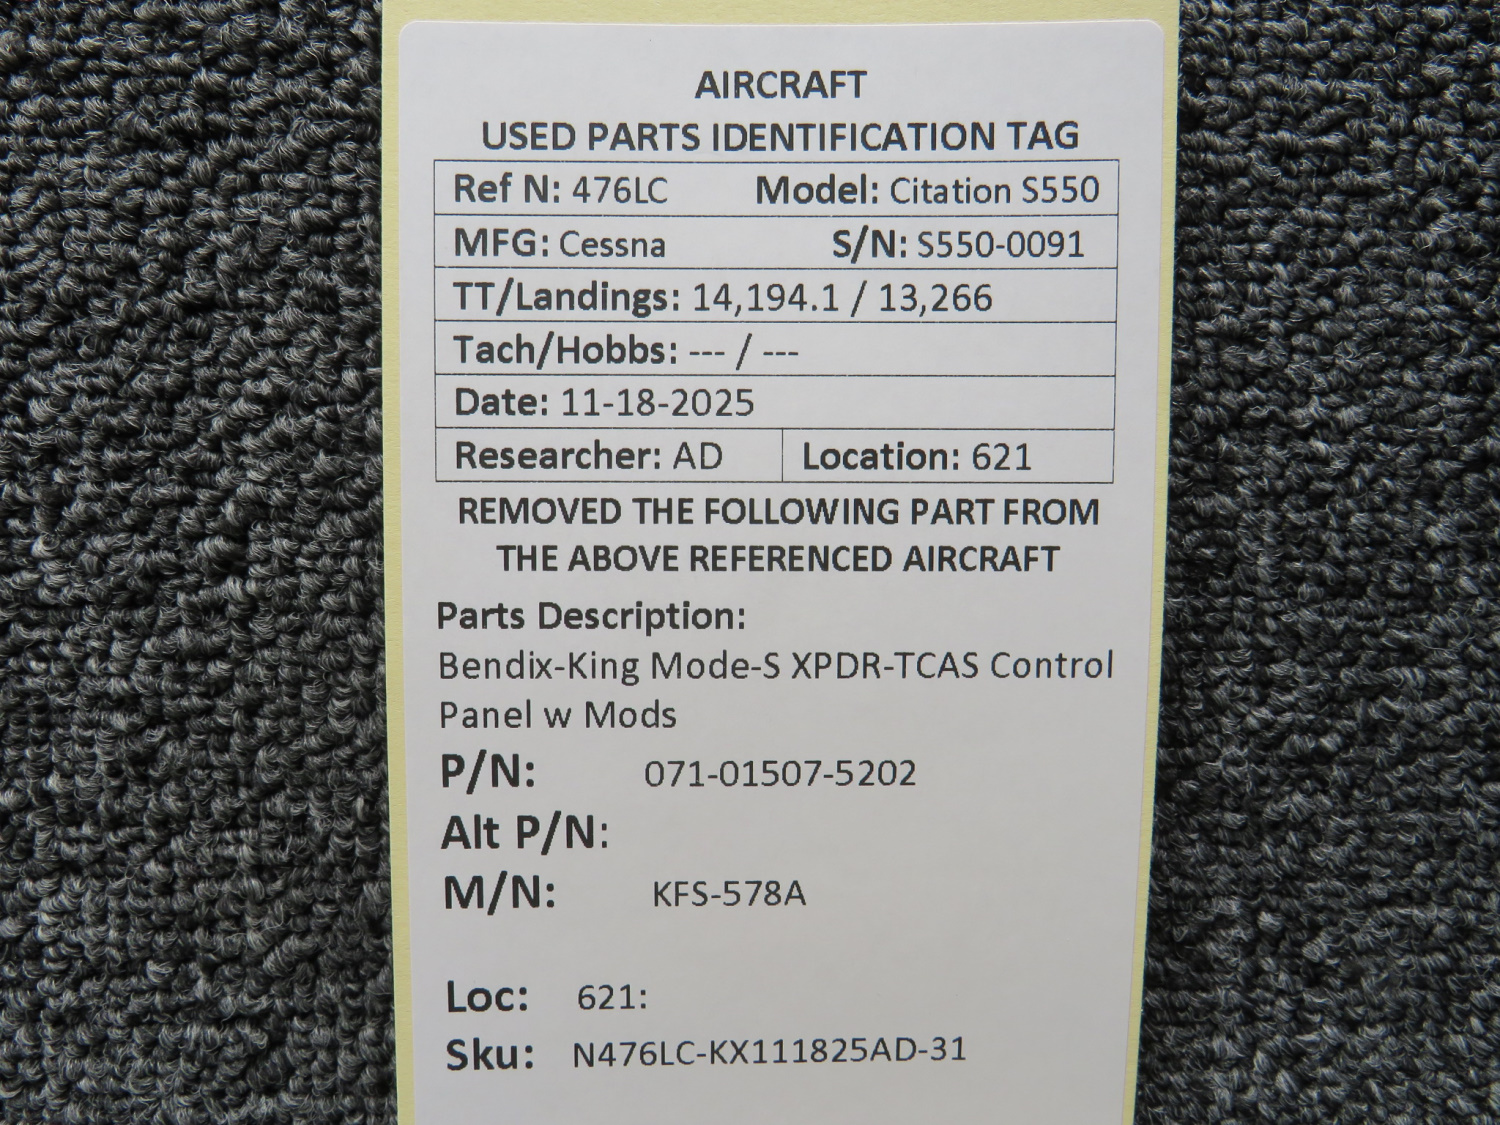 AIRCRAFT
USED PARTS IDENTIFICATION TAG
Ref N: 476LC Model: Citation S550
MFG: Cessna S/N: S550-0091
TT/Landings: 14,194.1 / 13,266
Tach/Hobbs: --- / ---
Date: 11-18-2025
Researcher: AD Location: 621
REMOVED THE FOLLOWING PART FROM
THE ABOVE REFERENCED AIRCRAFT
Parts Description:
Bendix-King Mode-S XPDR-TCAS Control
Panel w Mods
P/N: 071-01507-5202
Alt P/N:
M/N: KFS-578A
Loc: 621:
Sku: N476LC-KX111825AD-31